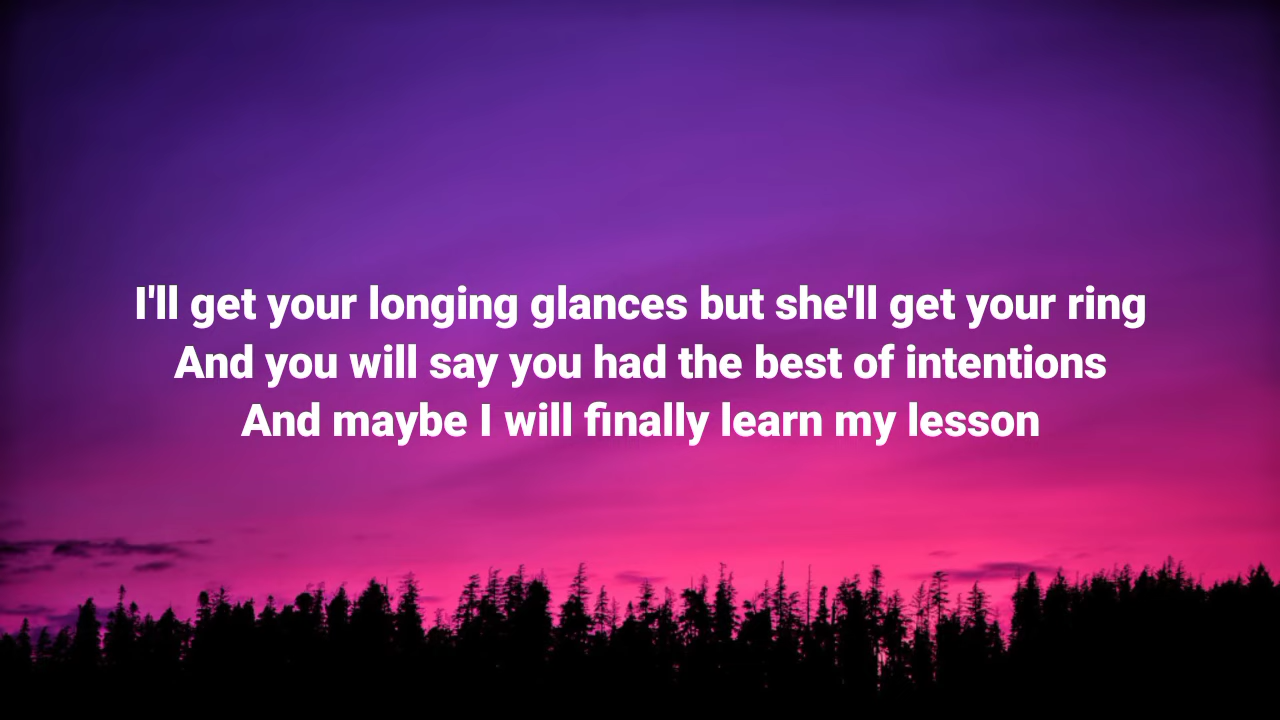 I'll get your longing glances but she'll get your ring
And you will say you had the best of intentions
And maybe I will finally learn my lesson